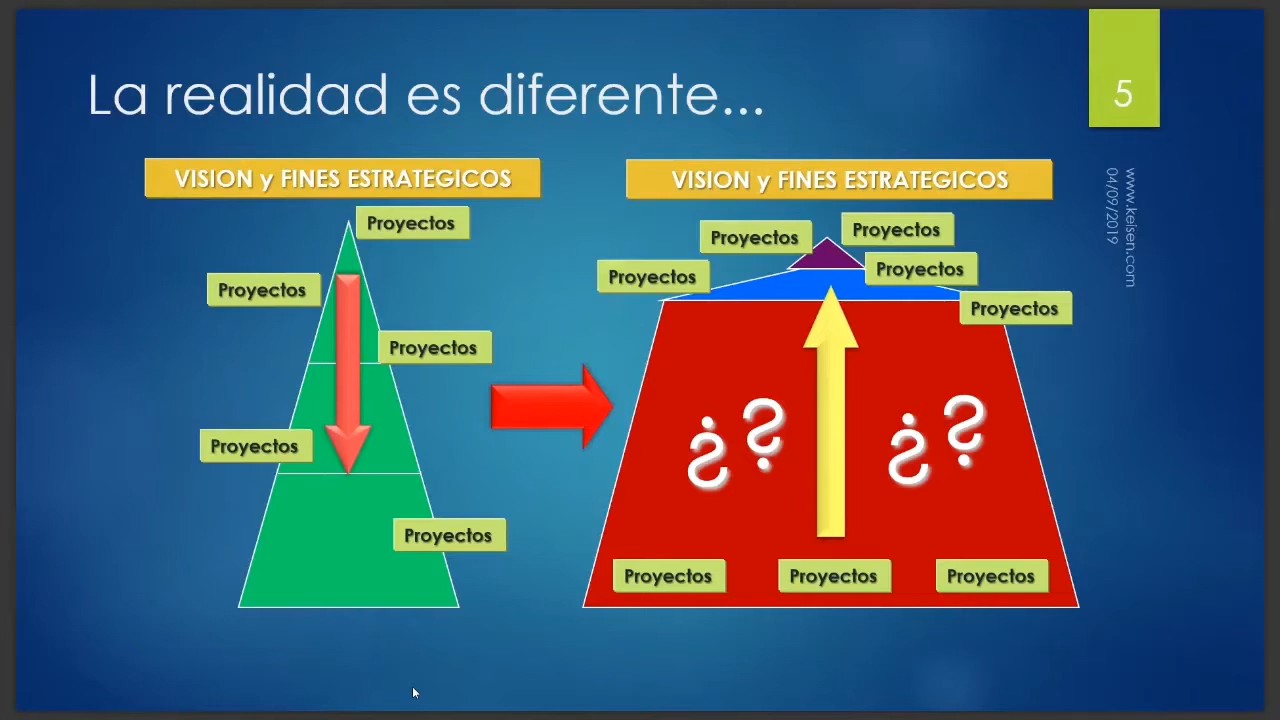 La realidad es diferente...
5
www.keisen.com
04/09/2019
VISION y FINES ESTRATEGICOS
Proyectos
Proyectos
Proyectos
Proyectos
Proyectos
VISION y FINES ESTRATEGICOS
Proyectos
Proyectos
Proyectos
Proyectos
Proyectos
¿?
¿?
Proyectos
Proyectos
Proyectos